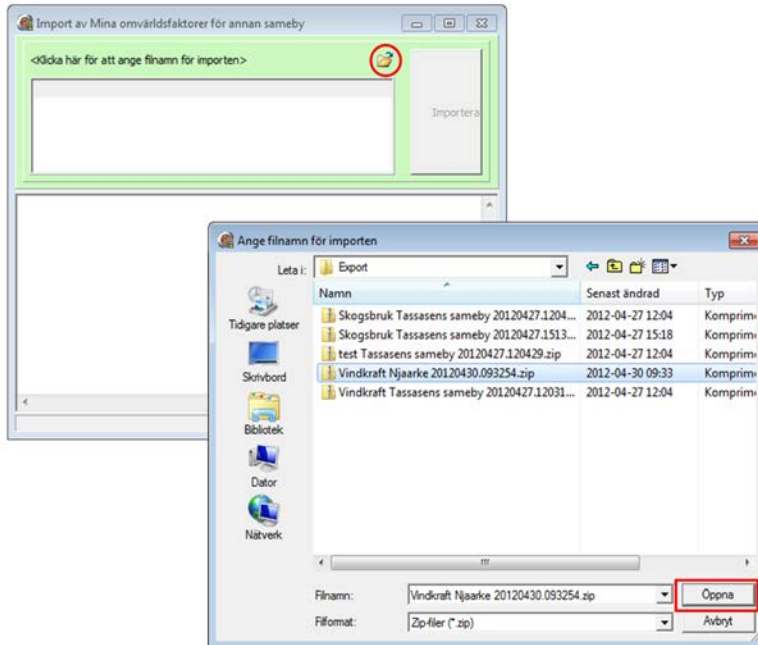 Import av Mina omvärldsfaktorer för annan sameby
<Klicka här för att ange filnamn för importen>
Importera
Ange filnamn för importen
Leta i: Export
Namn Senast ändrad Typ
Skogsbruk Tassasens sameby 20120427.1204... 2012-04-27 12:04 Komprime
Skogsbruk Tassasens sameby 20120427.1513... 2012-04-27 15:18 Komprime
test Tassasens sameby 20120427.120429.zip 2012-04-27 12:04 Komprime
Vindkraft Njaarke 20120430.093254.zip 2012-04-30 09:33 Komprime
Vindkraft Tassasens sameby 20120427.12031... 2012-04-27 12:04 Komprime
Tidigare platser
Skrivbord
Bibliotek
Dator
Nätverk
Filnamn: Vindkraft Njaarke 20120430.093254.zip Öppna
Filformat: Zip-filer (*.zip) Avbryt